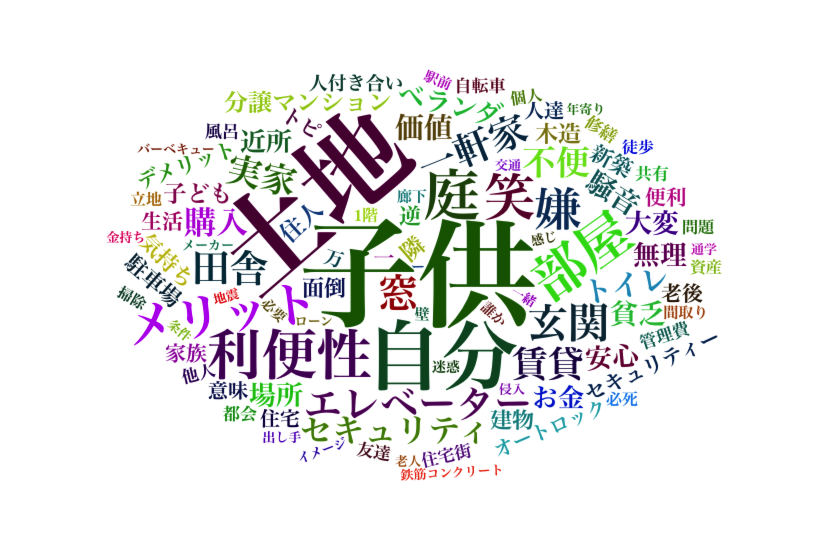 駅前
自転車
人付き合い
分譲マンション
ベランダ
個人
人達
年寄り
トピ
価値
木造
修繕
風呂
近所
一軒家
徒歩
バーベキュー
デメリット
実家
土地
交通
不便
新築
共有
立地
子ども
住人
廊下
庭
笑
嫌
騒音
便利
生活
購入
1階
逆
大変
問題
金持ち
気持ち
メーカー
子供
感じ
部屋
無理
通学
駐車場
田舎
万
一
資産
掃除
地震
必要
面倒
窓
トイレ
老後
メリット
ローン
壁
誰か
一緒
玄関
貧乏
間取り
条件
利便性
自分
迷惑
賃貸
安心
管理費
家族
他人
意味
場所
エレベーター
侵入
お金
セキュリティー
必死
都会
住宅
セキュリティ
建物
オートロック
出し手
イメージ
友達
老人
住宅街
鉄筋コンクリート